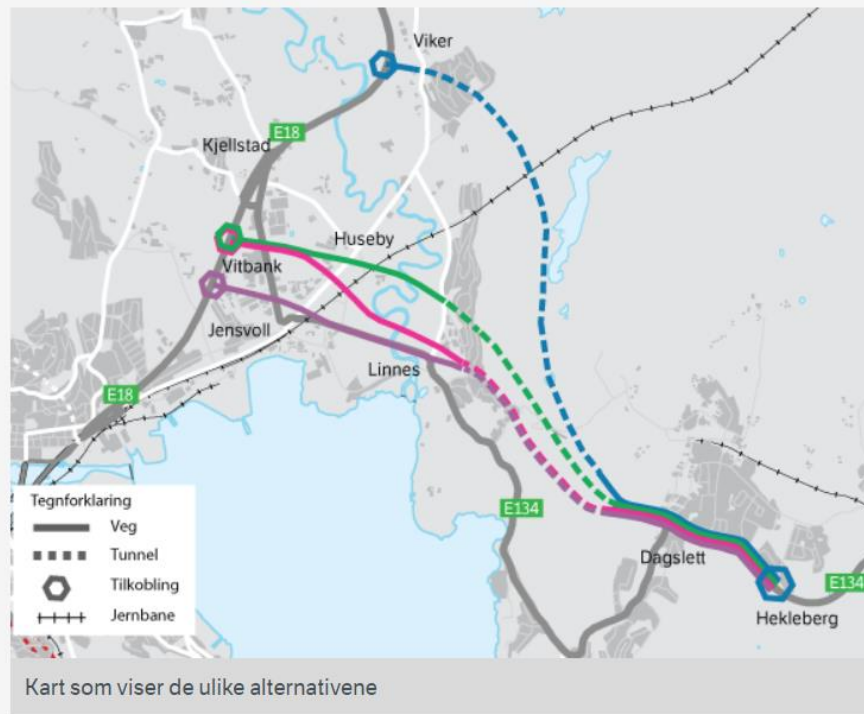 Viker
E18
Kjellstad
Huseby
Vitbank
Jensvoll
Linnes
E18
E134
Dagslett
E134
Hekleberg
Tegnforklaring
Veg
Tunnel
Tilkobling
Jernbane
Kart som viser de ulike alternativene